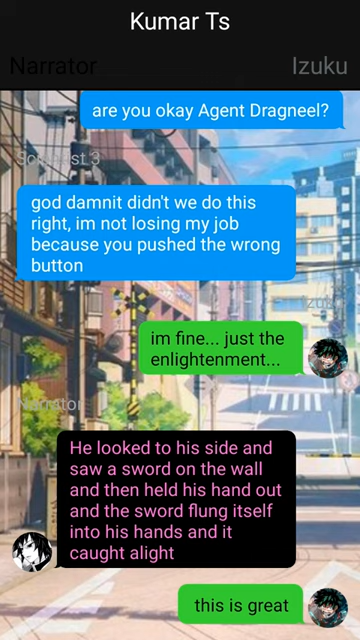 Kumar Ts
Narrator
Izuku
are you okay Agent Dragneel?
Scientist 3
god damnit didn't we do this
right, im not losing my job
because you pushed the wrong
button
Izuku
im fine... just the
enlightenment...
Narrator
He looked to his side and
saw a sword on the wall
and then held his hand out
and the sword flung itself
into his hands and it
caught alight
this is great